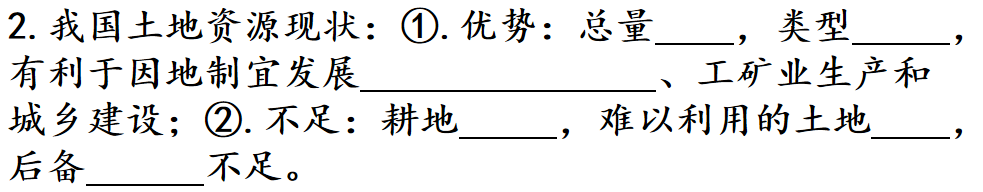 2.我国土地资源现状：①.优势：总量____，类型_____，
有利于因地制宜发展_______________、工矿业生产和
城乡建设；②.不足：耕地_____，难以利用的土地____，
后备______不足。